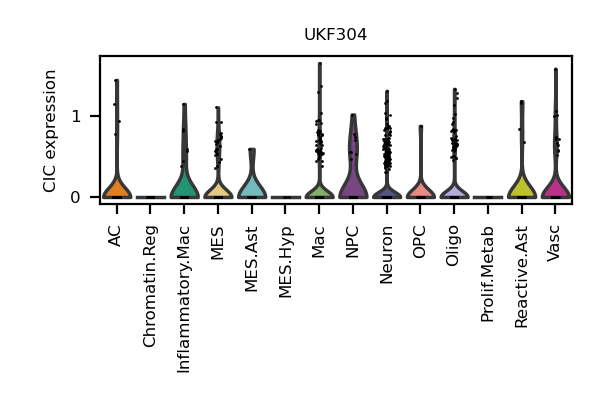 UKF304
CIC expression
1
0
AC
Chromatin.Reg
Inflammatory.Mac
MES
MES.Ast
MES.Hyp
Mac
NPC
Neuron
OPC
Oligo
Prolif.Metab
Reactive.Ast
Vasc